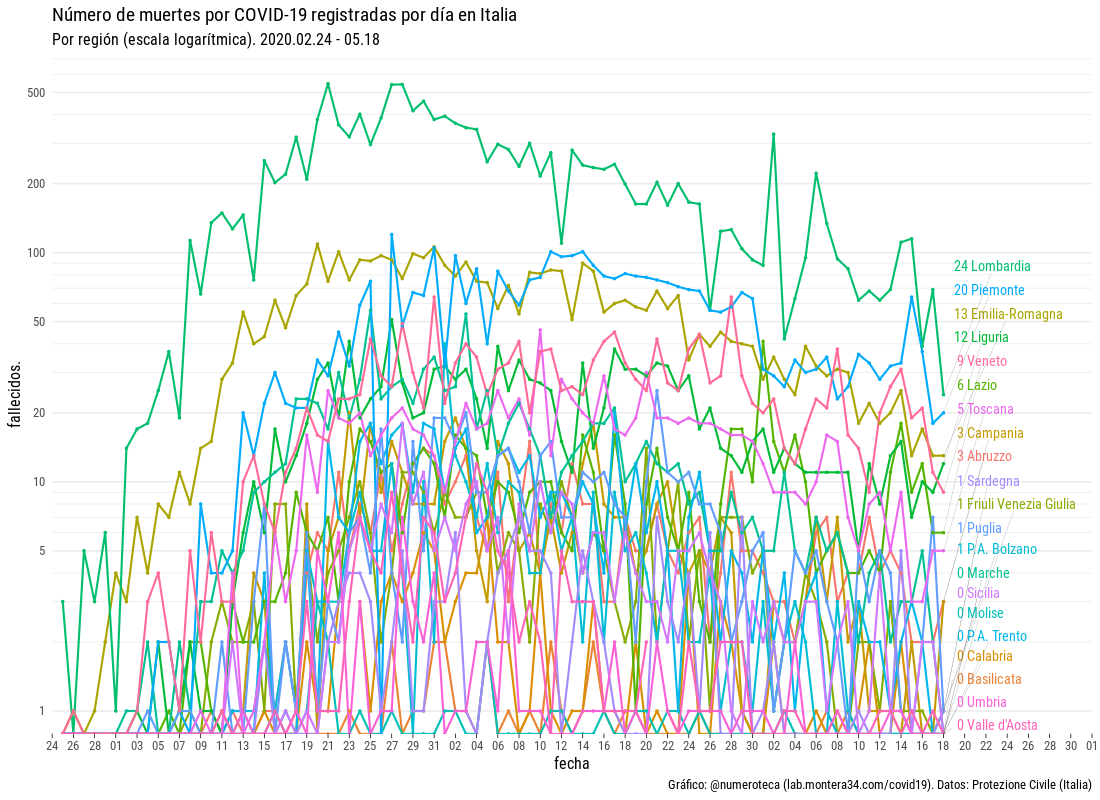 Número de muertes por COVID-19 registradas por día en Italia
Por región (escala logarítmica). 2020.02.24 - 05.18
fallecidos.
500
200
100
50
20
10
5
1
24 Lombardia
20 Piemonte
13 Emilia-Romagna
12 Liguria
9 Veneto
6 Lazio
5 Toscana
3 Campania
3 Abruzzo
1 Sardegna
1 Friuli Venezia Giulia
1 Puglia
1 P.A. Bolzano
0 Marche
0 Sicilia
0 Molise
0 P.A. Trento
0 Calabria
0 Basilicata
0 Umbria
0 Valle d'Aosta
24 26 28 01 03 05 07 09 11 13 15 17 19 21 23 25 27 29 31 02 04 06 08 10 12 14 16 18 20 22 24 26 28 30 02 04 06 08 10 12 14 16 18 20 22 24 26 28 30 01
fecha
Gráfico: @numeroteca (lab.montera34.com/covid19). Datos: Protezione Civile (Italia)